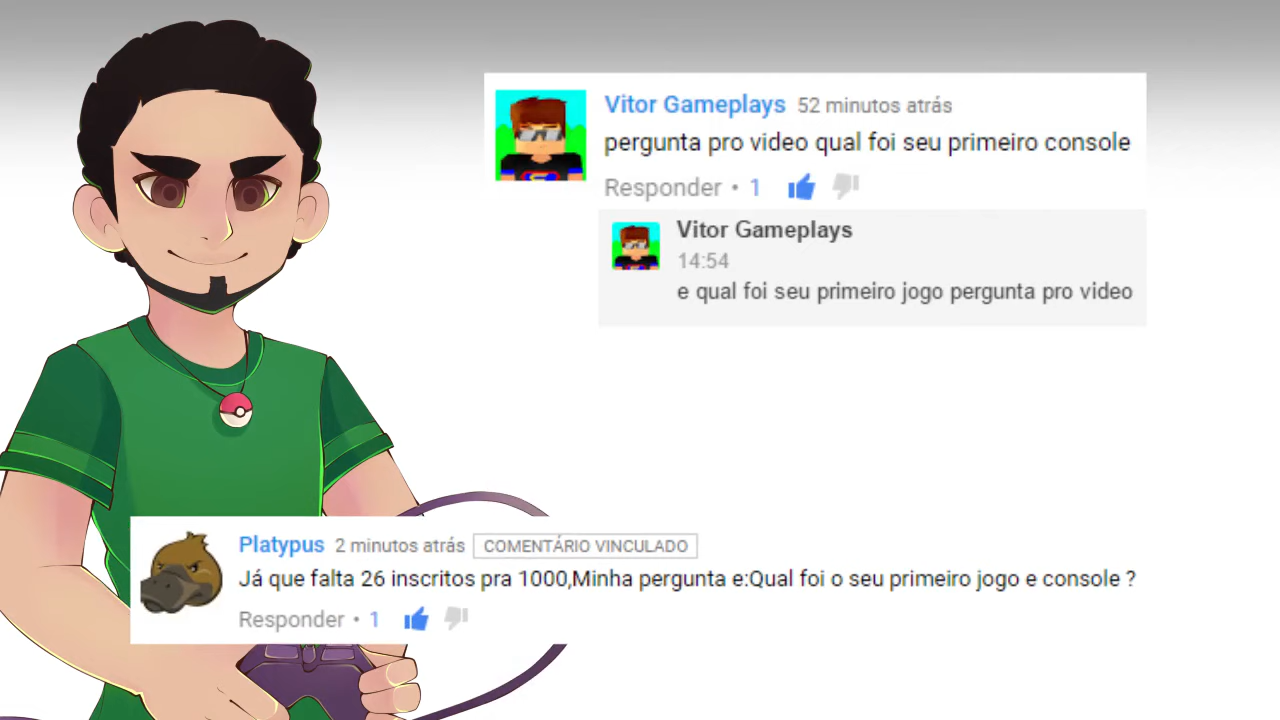 Vitor Gameplays 52 minutos atrás
pergunta pro video qual foi seu primeiro console
Responder • 1
Vitor Gameplays
14:54
e qual foi seu primeiro jogo pergunta pro video
Platypus 2 minutos atrás COMENTÁRIO VINCULADO
Já que falta 26 inscritos pra 1000,Minha pergunta e:Qual foi o seu primeiro jogo e console ?
Responder • 1